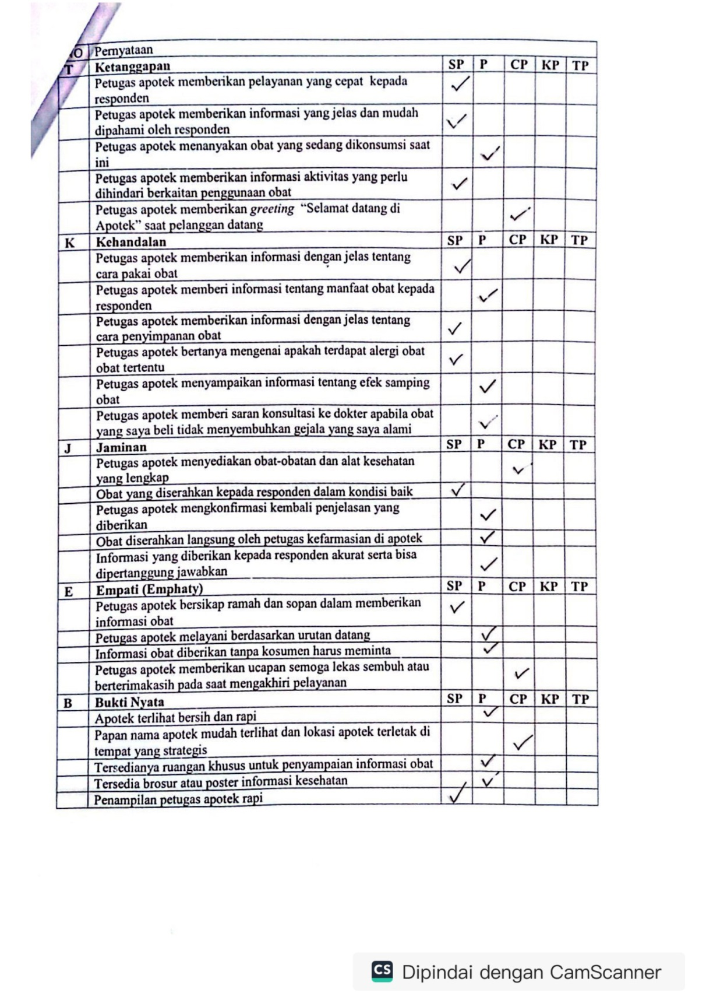 NO Pernyataan
T Ketanggapan SP P CP KP TP
Petugas apotek memberikan pelayanan yang cepat kepada ✓
responden
Petugas apotek memberikan informasi yang jelas dan mudah ✓
dipahami oleh responden
Petugas apotek menanyakan obat yang sedang dikonsumsi saat ✓
ini
Petugas apotek memberikan informasi aktivitas yang perlu ✓
dihindari berkaitan penggunaan obat
Petugas apotek memberikan greeting “Selamat datang di ✓
Apotek” saat pelanggan datang
K Kehandalan SP P CP KP TP
Petugas apotek memberikan informasi dengan jelas tentang ✓
cara pakai obat
Petugas apotek memberi informasi tentang manfaat obat kepada ✓
responden
Petugas apotek memberikan informasi dengan jelas tentang ✓
cara penyimpanan obat
Petugas apotek bertanya mengenai apakah terdapat alergi obat ✓
obat tertentu
Petugas apotek menyampaikan informasi tentang efek samping ✓
obat
Petugas apotek memberi saran konsultasi ke dokter apabila obat ✓
yang saya beli tidak menyembuhkan gejala yang saya alami
J Jaminan SP P CP KP TP
Petugas apotek menyediakan obat-obatan dan alat kesehatan ✓
yang lengkap
Obat yang diserahkan kepada responden dalam kondisi baik ✓
Petugas apotek mengkonfirmasi kembali penjelasan yang ✓
diberikan
Obat diserahkan langsung oleh petugas kefarmasian di apotek ✓
Informasi yang diberikan kepada responden akurat serta bisa ✓
dipertanggung jawabkan
E Empati (Emphaty) SP P CP KP TP
Petugas apotek bersikap ramah dan sopan dalam memberikan ✓
informasi obat
Petugas apotek melayani berdasarkan urutan datang ✓
Informasi obat diberikan tanpa kosumen harus meminta ✓
Petugas apotek memberikan ucapan semoga lekas sembuh atau ✓
berterimakasih pada saat mengakhiri pelayanan
B Bukti Nyata SP P CP KP TP
Apotek terlihat bersih dan rapi ✓
Papan nama apotek mudah terlihat dan lokasi apotek terletak di ✓
tempat yang strategis
Tersedianya ruangan khusus untuk penyampaian informasi obat ✓
Tersedia brosur atau poster informasi kesehatan ✓
Penampilan petugas apotek rapi ✓
CS Dipindai dengan CamScanner